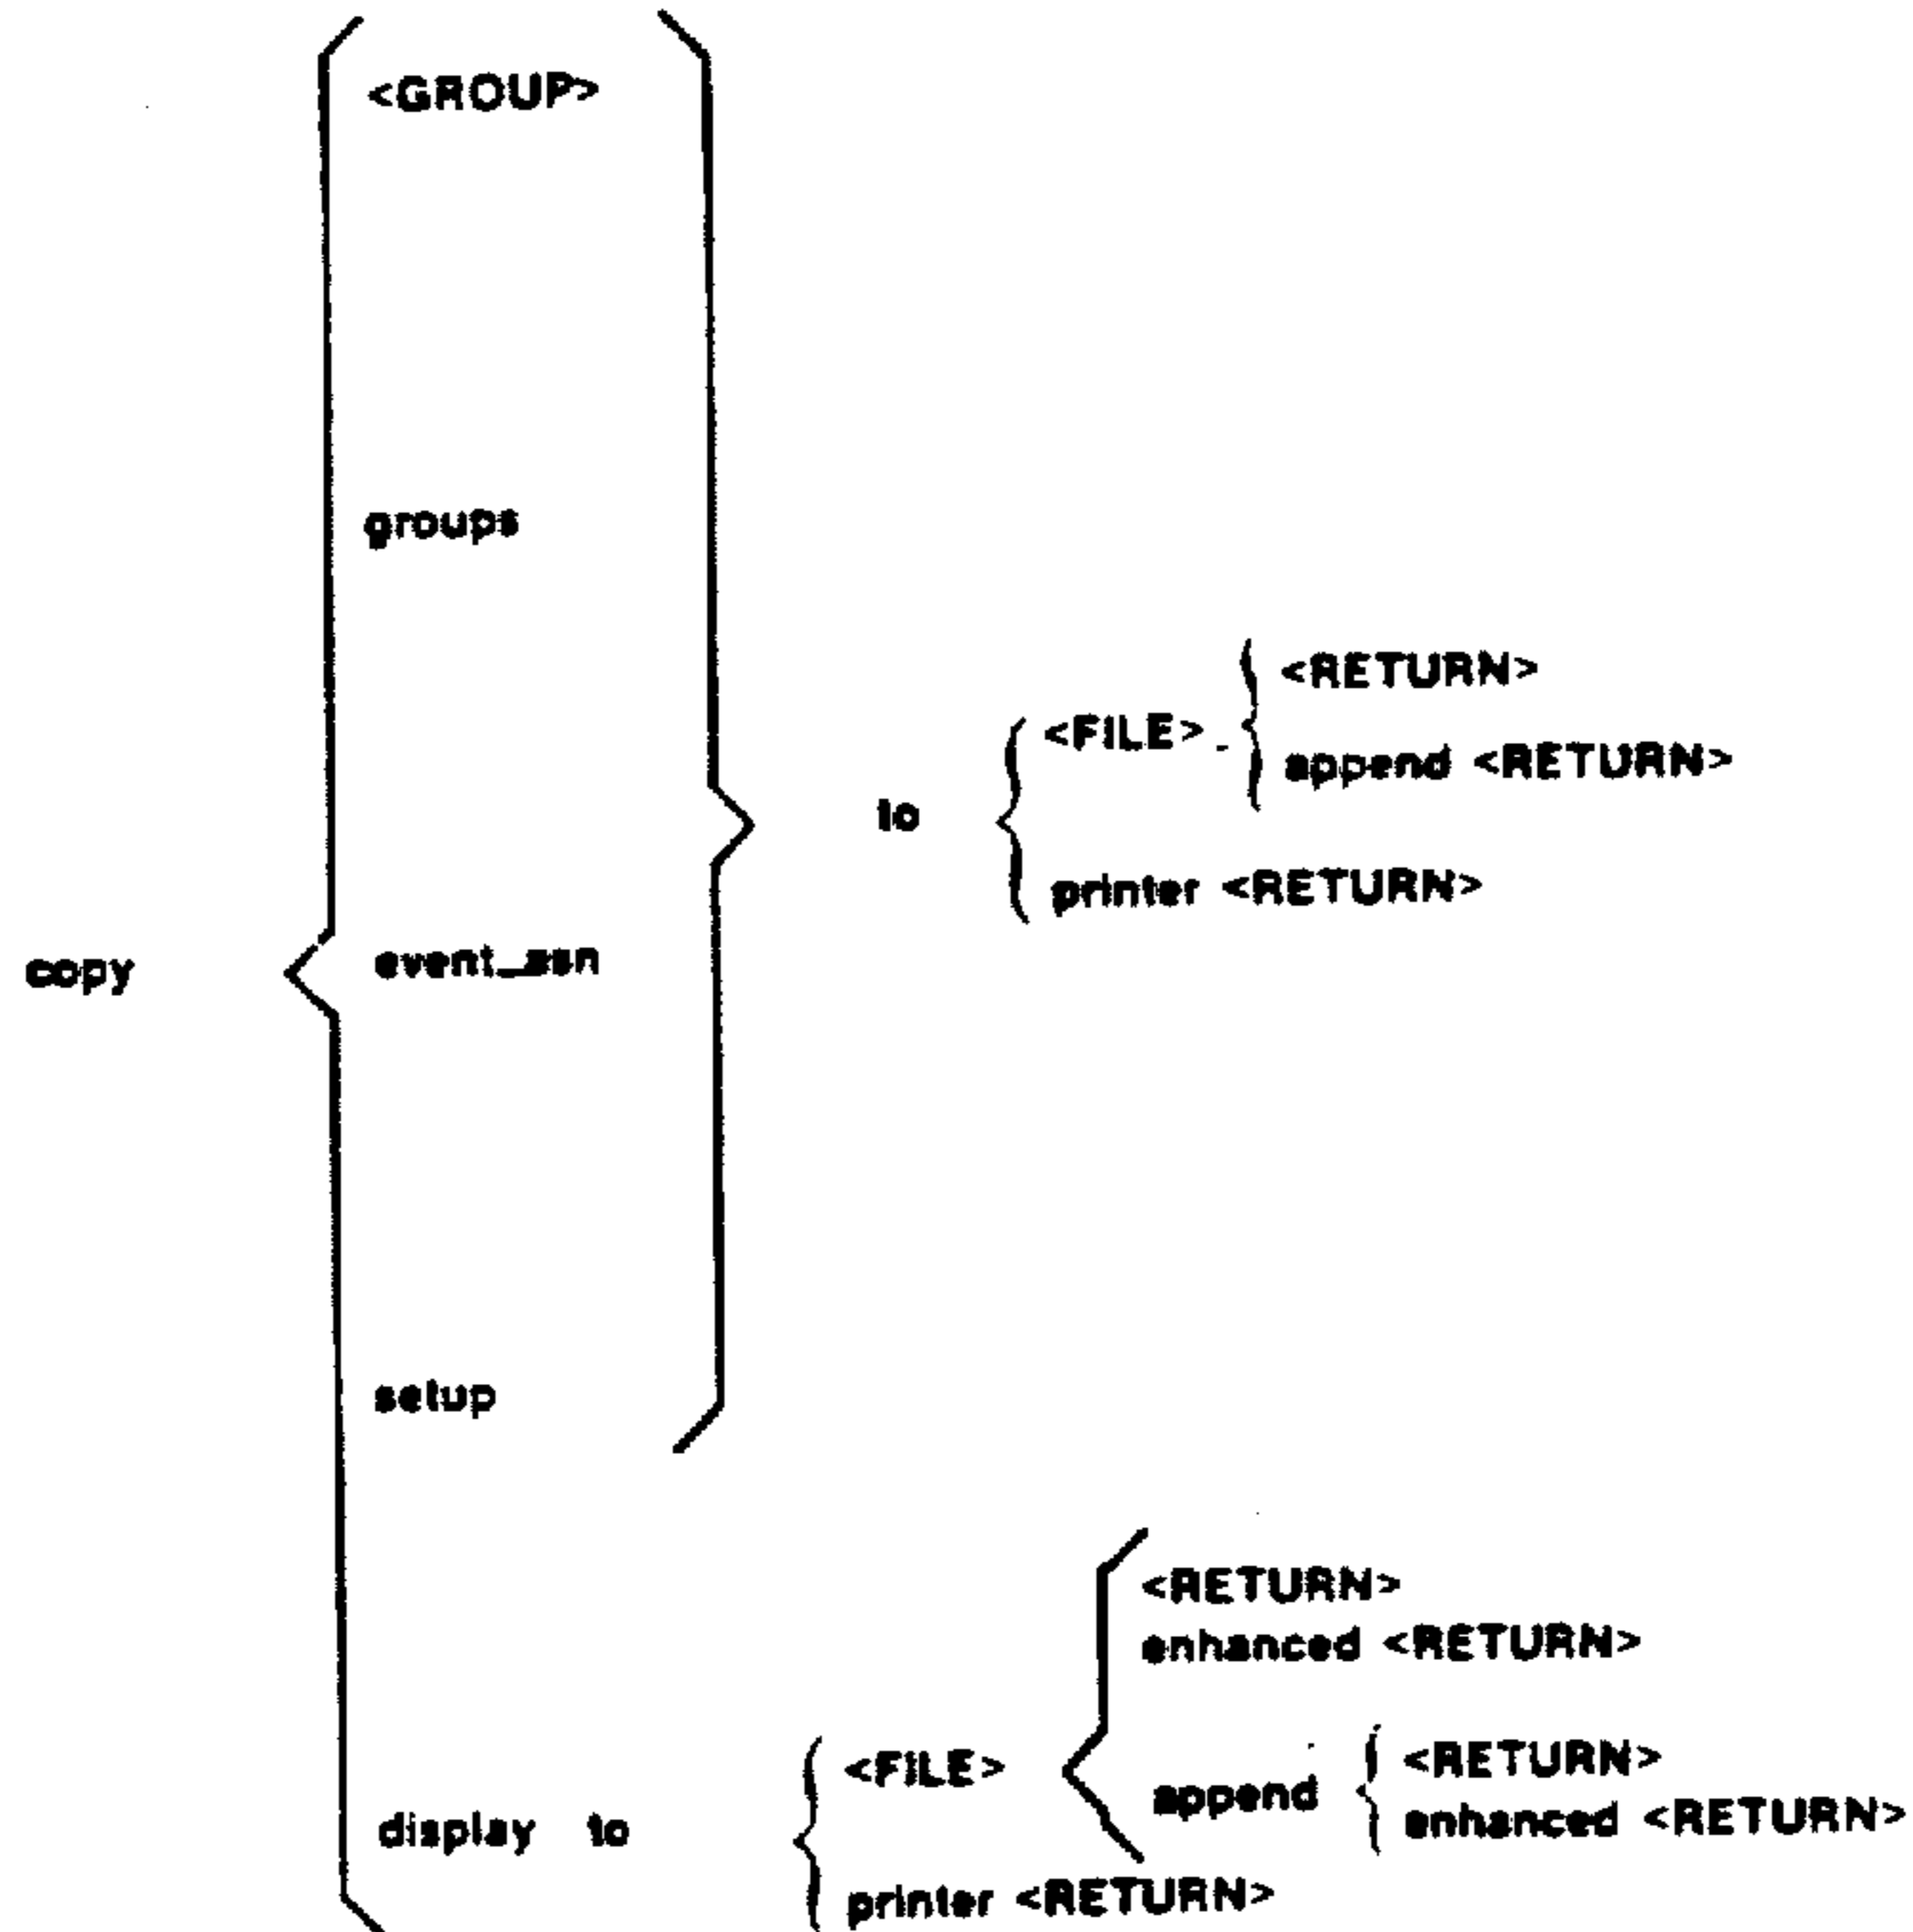 <GROUP>
groups
<RETURN>
<FILE>
append <RETURN>
to
printer <RETURN>
copy
setup
<RETURN>
enhanced <RETURN>
<FILE>
<RETURN>
append
enhanced <RETURN>
display to
printer <RETURN>